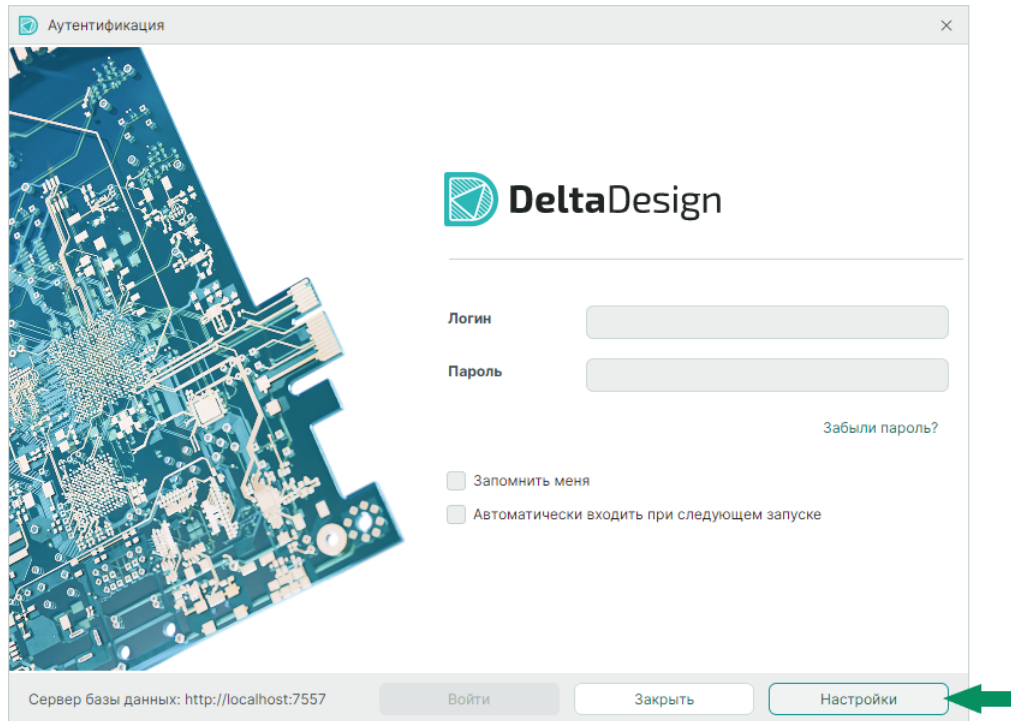 Аутентификация
DeltaDesign
Логин
Пароль
Забыли пароль?
Запомнить меня
Автоматически входить при следующем запуске
Сервер базы данных: http://localhost:7557
Войти
Закрыть
Настройки